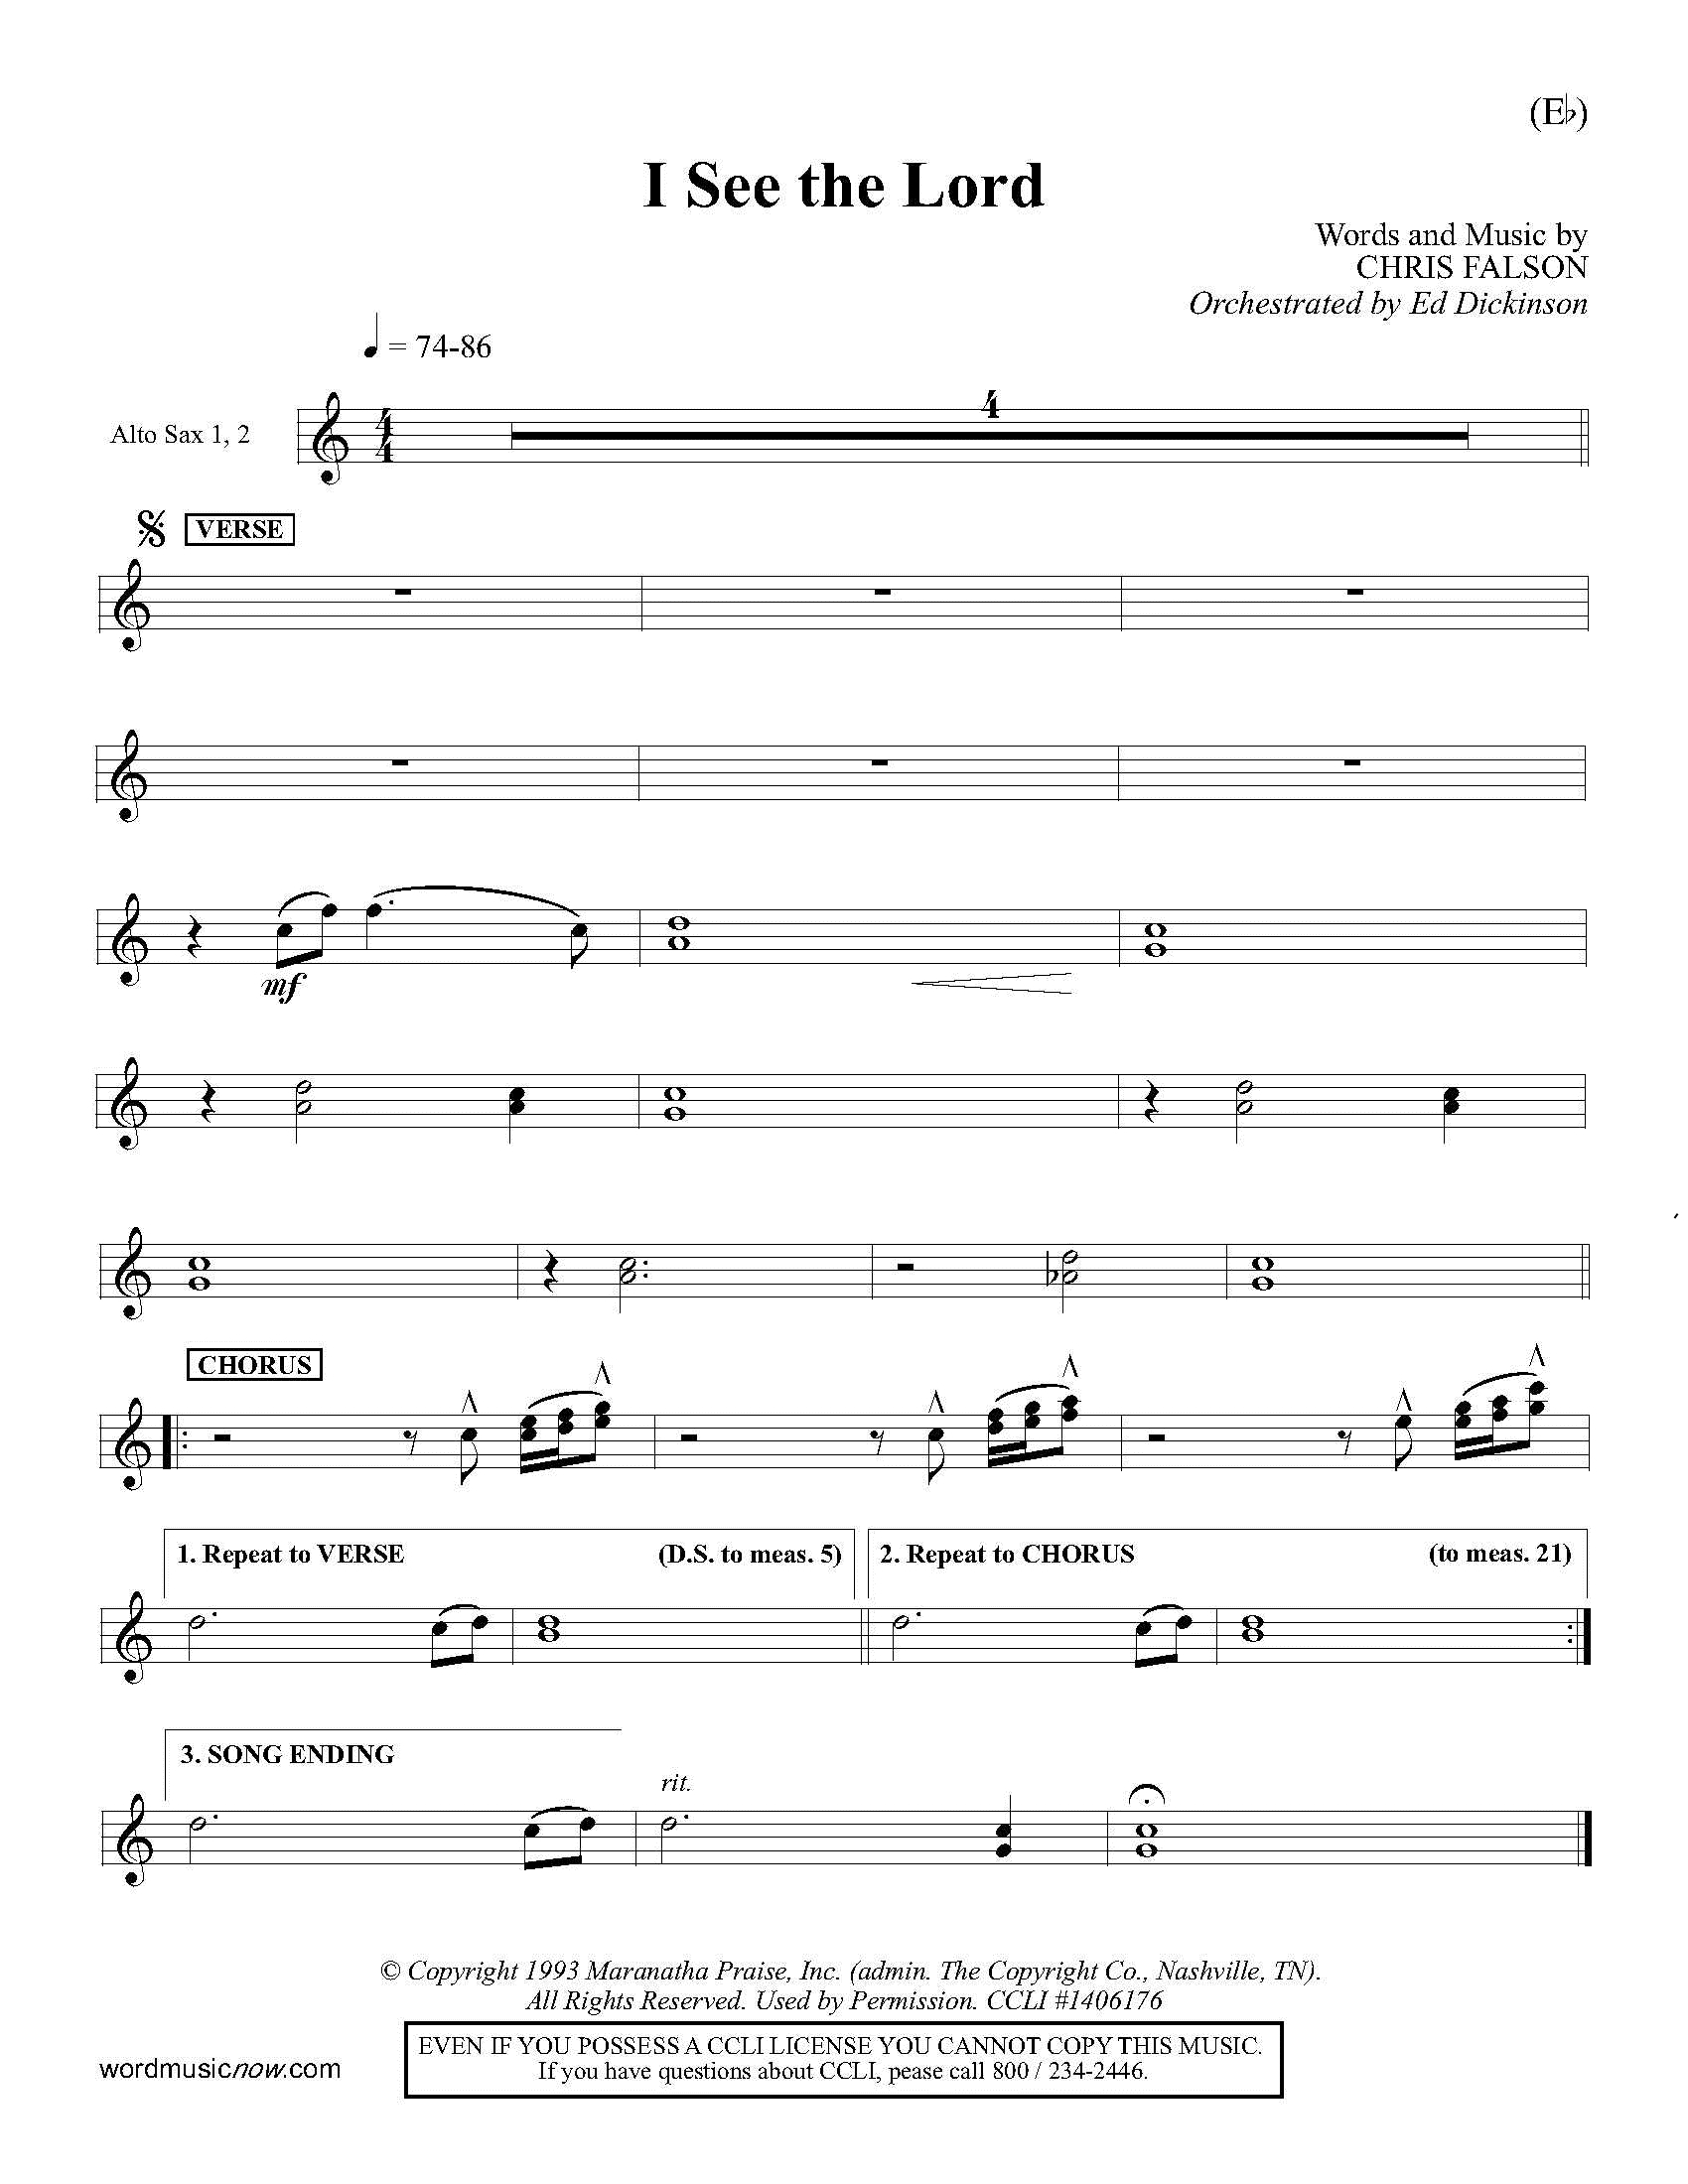 (E♭)
I See the Lord
Words and Music by
CHRIS FALSON
Orchestrated by Ed Dickinson
♩ = 74-86
4
Alto Sax 1, 2
4
4
VERSE
mf
CHORUS
1. Repeat to VERSE (D.S. to meas. 5) 2. Repeat to CHORUS (to meas. 21)
3. SONG ENDING
rit.
© Copyright 1993 Maranatha Praise, Inc. (admin. The Copyright Co., Nashville, TN).
All Rights Reserved. Used by Permission. CCLI #1406176
EVEN IF YOU POSSESS A CCLI LICENSE YOU CANNOT COPY THIS MUSIC.
If you have questions about CCLI, pease call 800 / 234-2446.
wordmusicnow.com